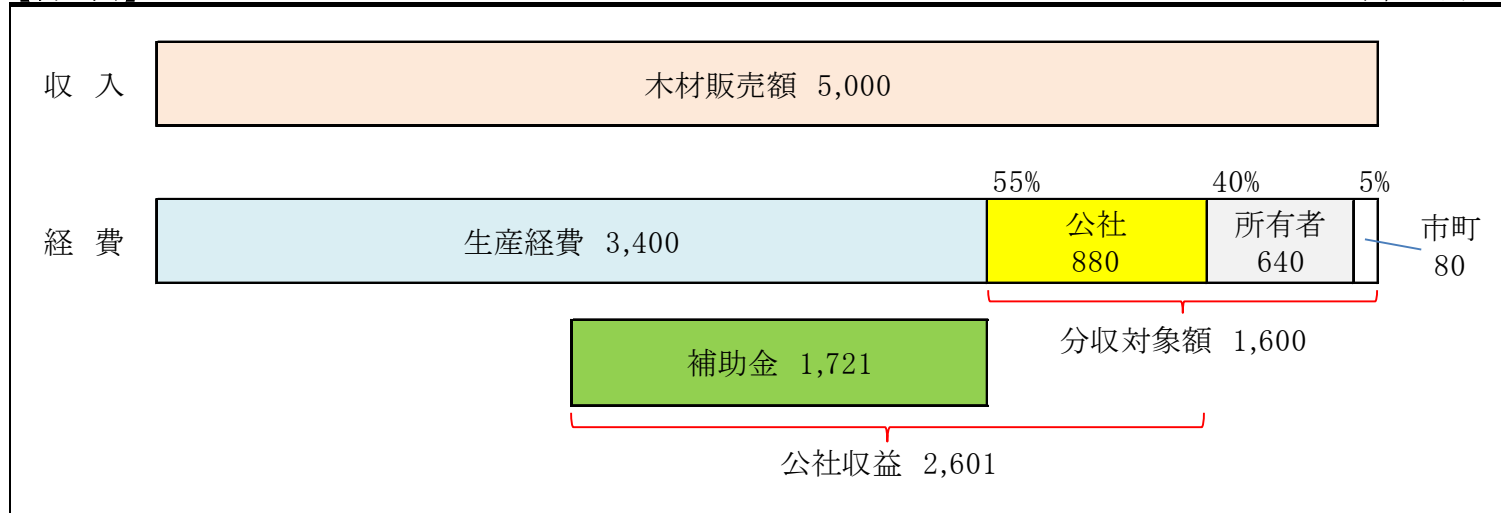 収 入
木材販売額 5,000
55%
40%
5%
経 費
生産経費 3,400
公社
880
所有者
640
市町
80
分収対象額 1,600
補助金 1,721
公社収益 2,601